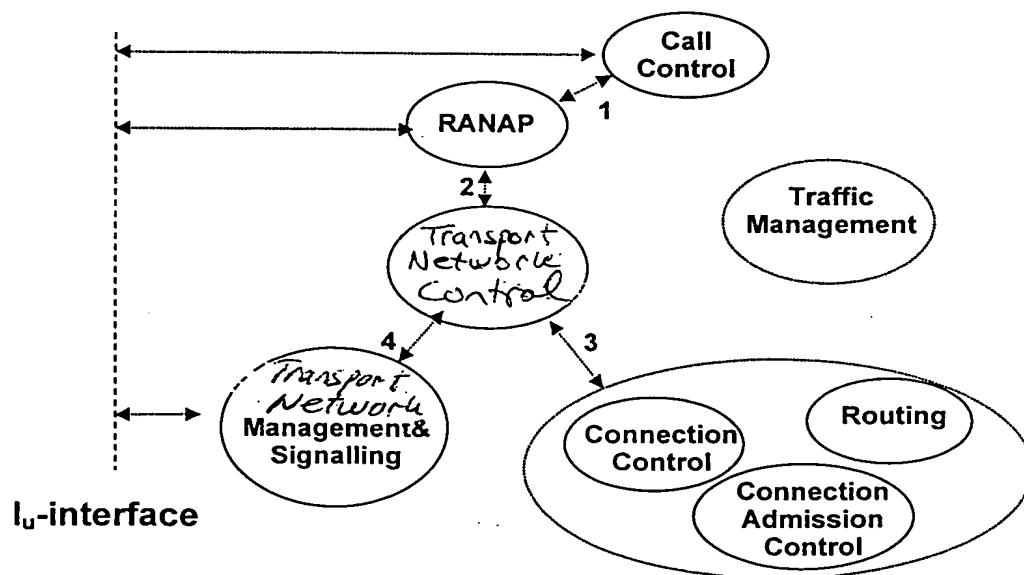 Call
Control
1
RANAP
2
Traffic
Management
Transport
Network
Control
4
3
Transport
Network
Management&
Signalling
Routing
Connection
Control
Connection
Admission
Control
Iu-interface